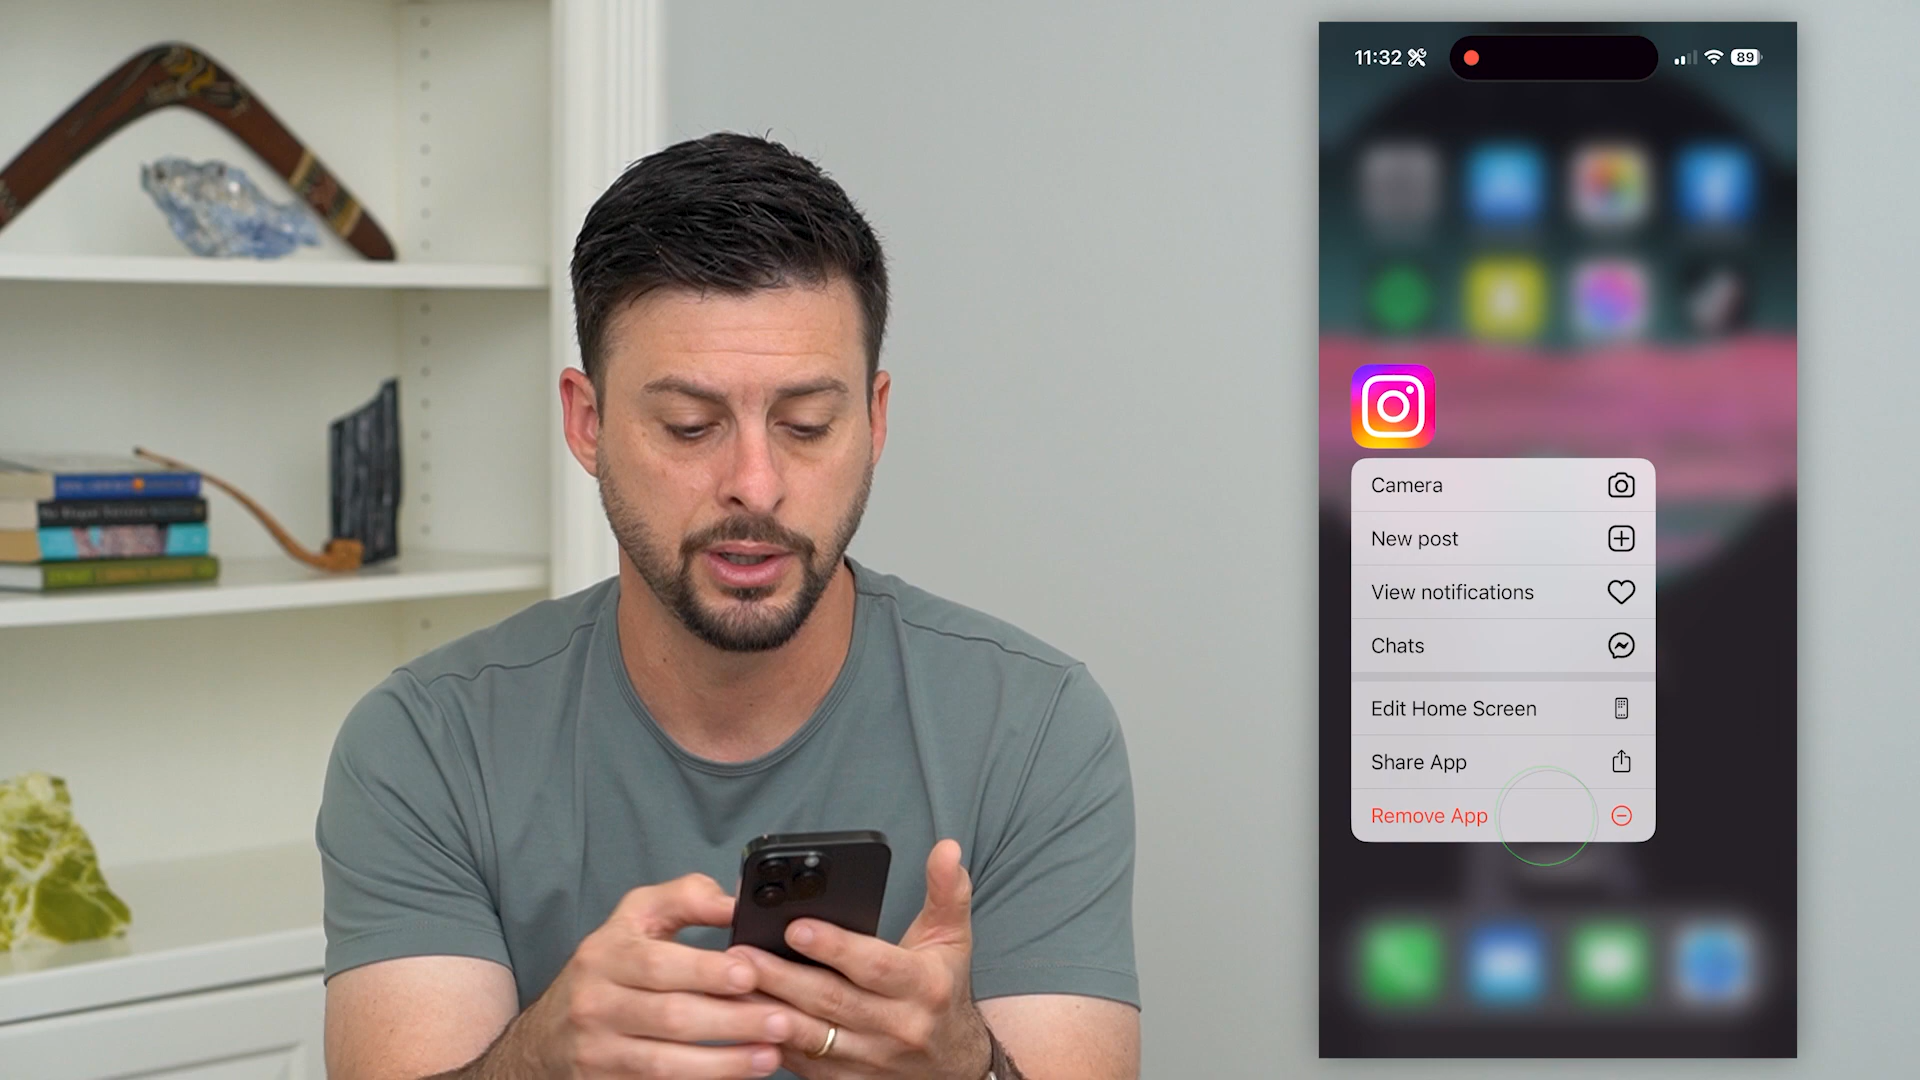 11:32
89
Camera
New post
View notifications
Chats
Edit Home Screen
Share App
Remove App